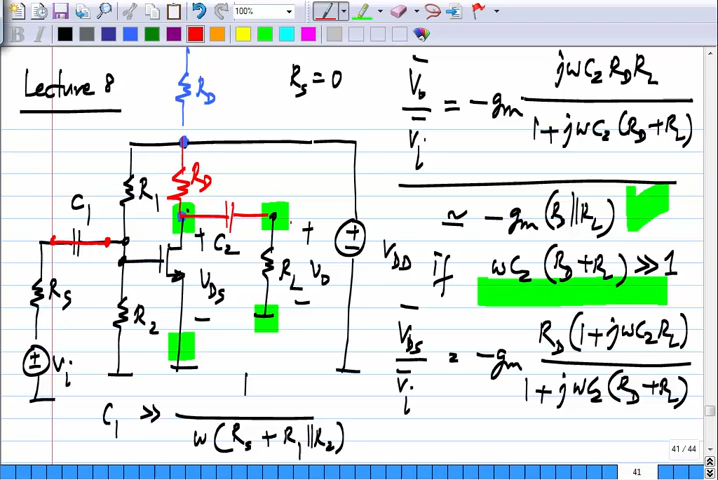 100%
B I
Lecture 8
R_D
R_S = 0
V_o / V_i = -g_m jωC_2 R_D R_L / 1 + jωC_2 (R_D + R_L)
R_1
R_D
C_1
+ C_2
+
≃ -g_m (R_D || R_L)
V_DD
if ωC_2 (R_D + R_L) ≫ 1
R_S
R_2
V_DS
R_L
V_o
-
-
V_i
V_DS / V_i = -g_m R_D (1 + jωC_2 R_L) / 1 + jωC_2 (R_D + R_L)
C_1 ≫ 1 / ω (R_S + R_1 || R_2)
41 / 44
41